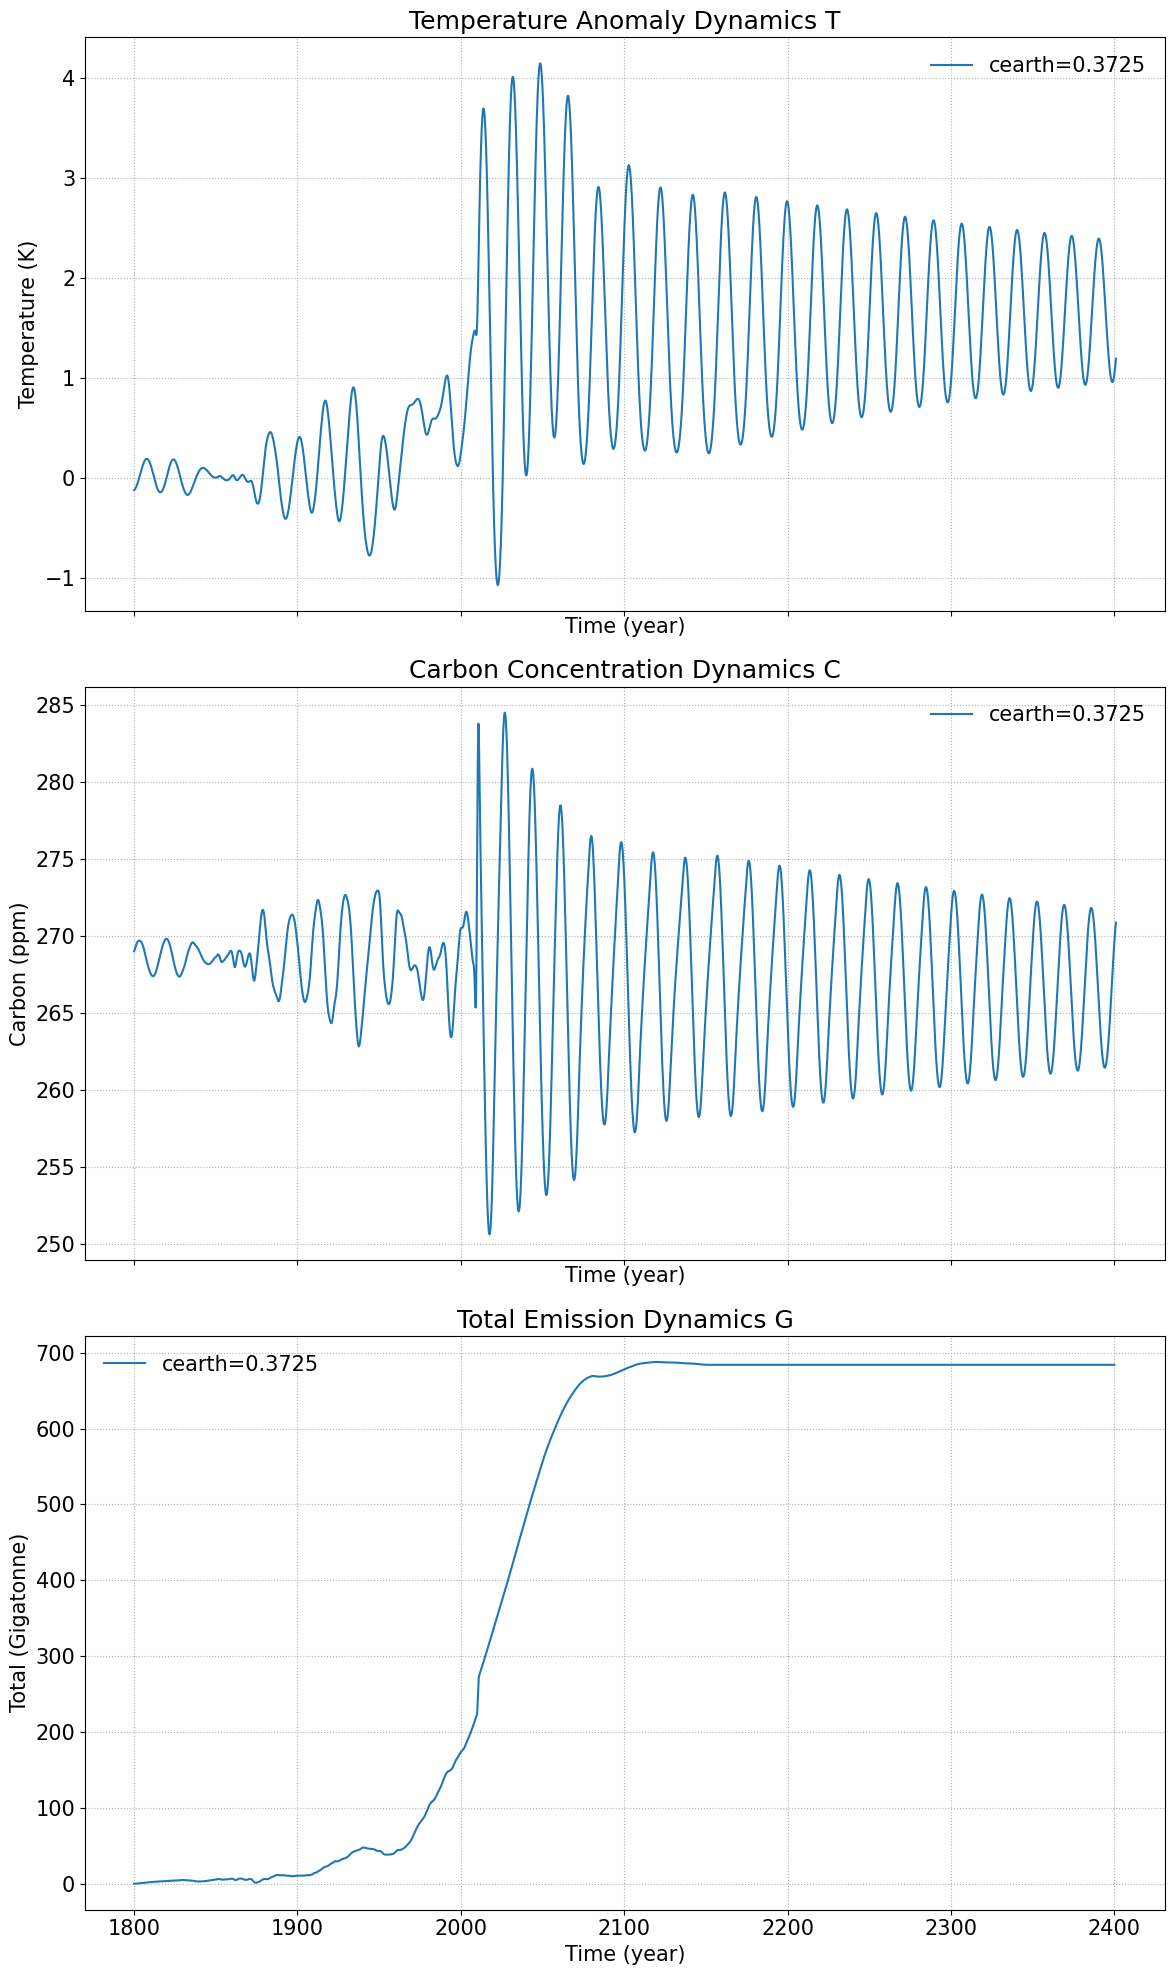 Temperature Anomaly Dynamics T
cearth=0.3725
4
3
2
1
0
−1
Temperature (K)
Time (year)
Carbon Concentration Dynamics C
cearth=0.3725
285
280
275
270
265
260
255
250
Carbon (ppm)
Time (year)
Total Emission Dynamics G
cearth=0.3725
700
600
500
400
300
200
100
0
Total (Gigatonne)
1800 1900 2000 2100 2200 2300 2400
Time (year)